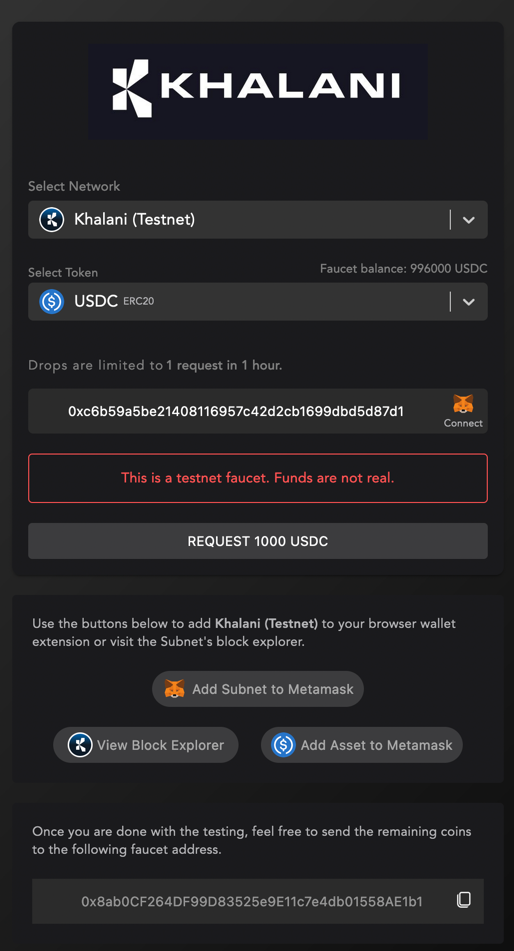 KHALANI
Select Network
Khalani (Testnet)
Select Token
Faucet balance: 996000 USDC
USDC ERC20
Drops are limited to 1 request in 1 hour.
0xc6b59a5be21408116957c42d2cb1699dbd5d87d1
Connect
This is a testnet faucet. Funds are not real.
REQUEST 1000 USDC
Use the buttons below to add Khalani (Testnet) to your browser wallet
extension or visit the Subnet's block explorer.
Add Subnet to Metamask
View Block Explorer
Add Asset to Metamask
Once you are done with the testing, feel free to send the remaining coins
to the following faucet address.
0x8ab0CF264DF99D83525e9E11c7e4db01558AE1b1